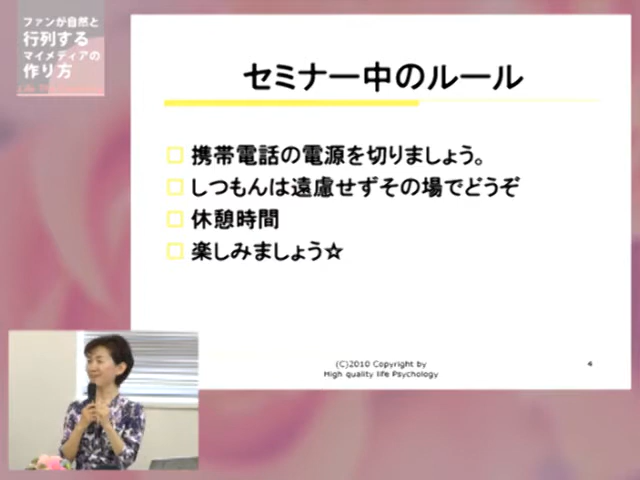 ファンが自然と
行列する
マイメディアの
作り方
セミナー中のルール
携帯電話の電源を切りましょう。
しつもんは遠慮せずその場でどうぞ
休憩時間
楽しみましょう☆
(C)2010 Copyright by
High quality life Psychology
4